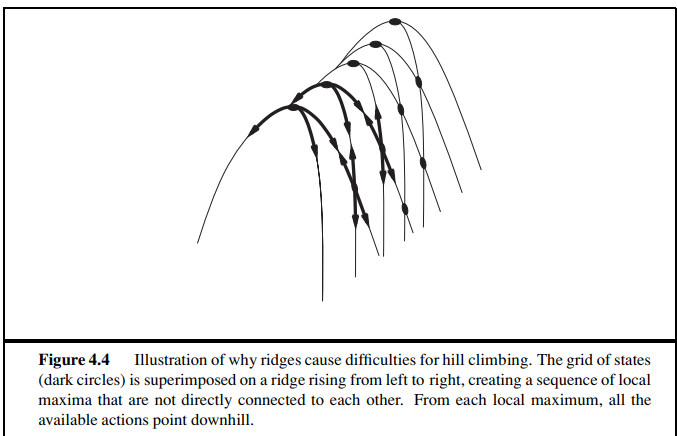 Figure 4.4 Illustration of why ridges cause difficulties for hill climbing. The grid of states
(dark circles) is superimposed on a ridge rising from left to right, creating a sequence of local
maxima that are not directly connected to each other. From each local maximum, all the
available actions point downhill.